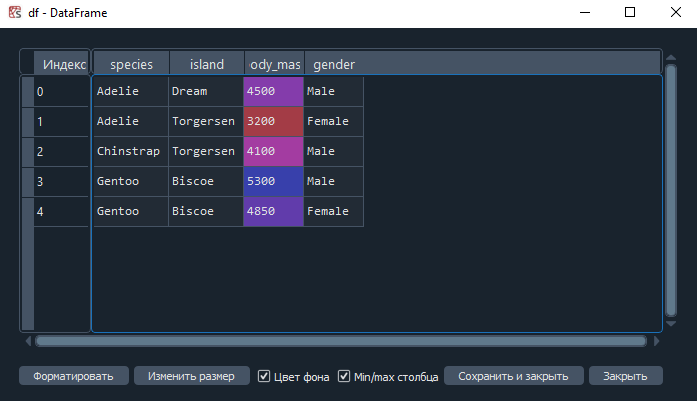 df - DataFrame
Индекс species island ody_mas gender
0 Adelie Dream 4500 Male
1 Adelie Torgersen 3200 Female
2 Chinstrap Torgersen 4100 Male
3 Gentoo Biscoe 5300 Male
4 Gentoo Biscoe 4850 Female
Форматировать Изменить размер Цвет фона Min/max столбца Сохранить и закрыть Закрыть